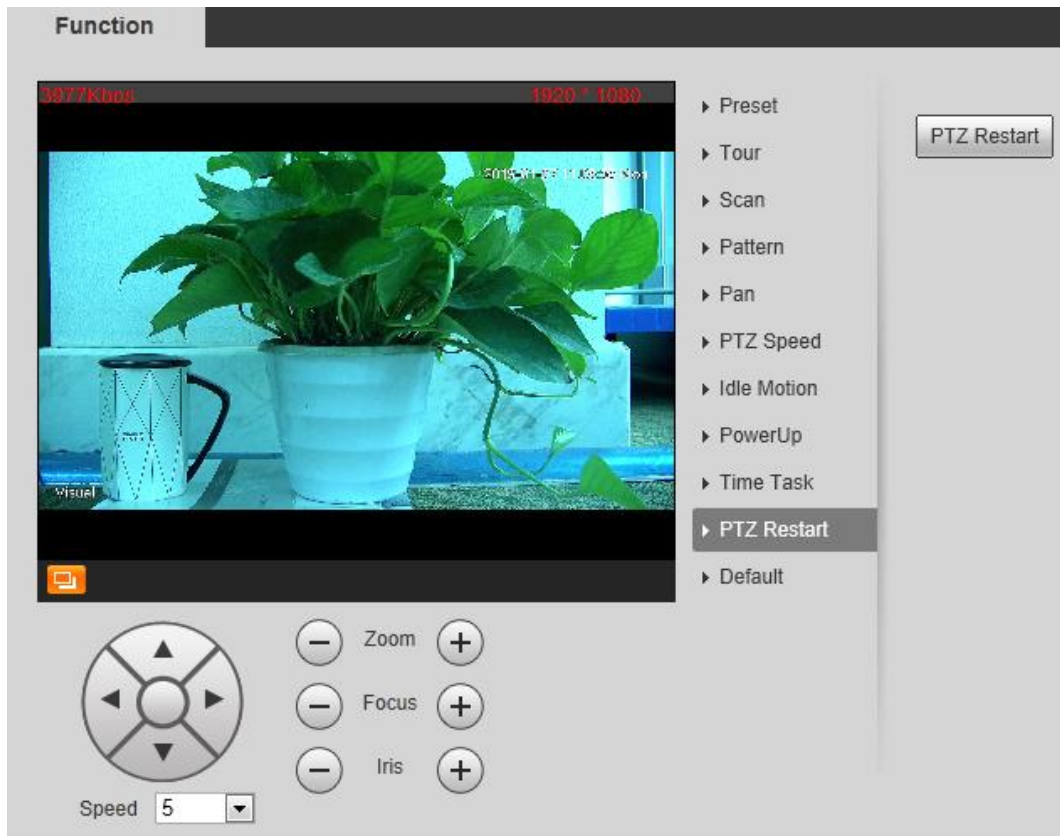 Function
3977Kbps
1920 * 1080
Visual
Preset
Tour
Scan
Pattern
Pan
PTZ Speed
Idle Motion
PowerUp
Time Task
PTZ Restart
Default
PTZ Restart
Zoom
Focus
Iris
Speed 5